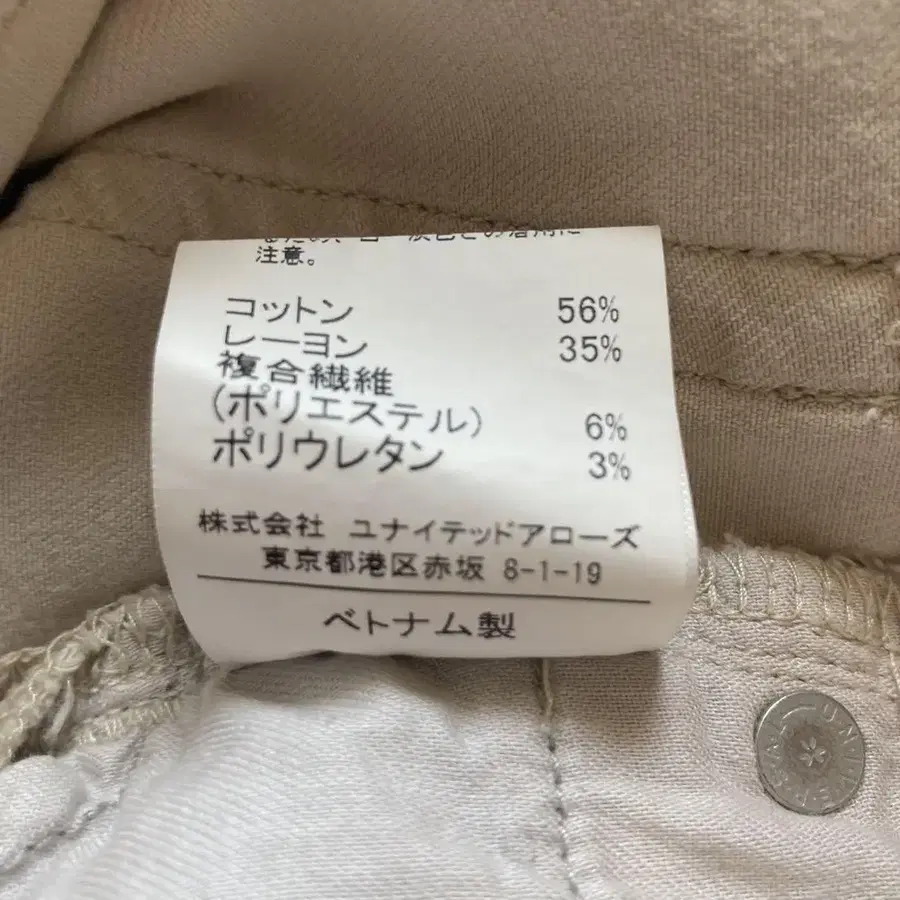 注意。
コットン 56%
レーヨン 35%
複合繊維
(ポリエステル) 6%
ポリウレタン 3%
株式会社 ユナイテッドアローズ
東京都港区赤坂 8-1-19
ベトナム製